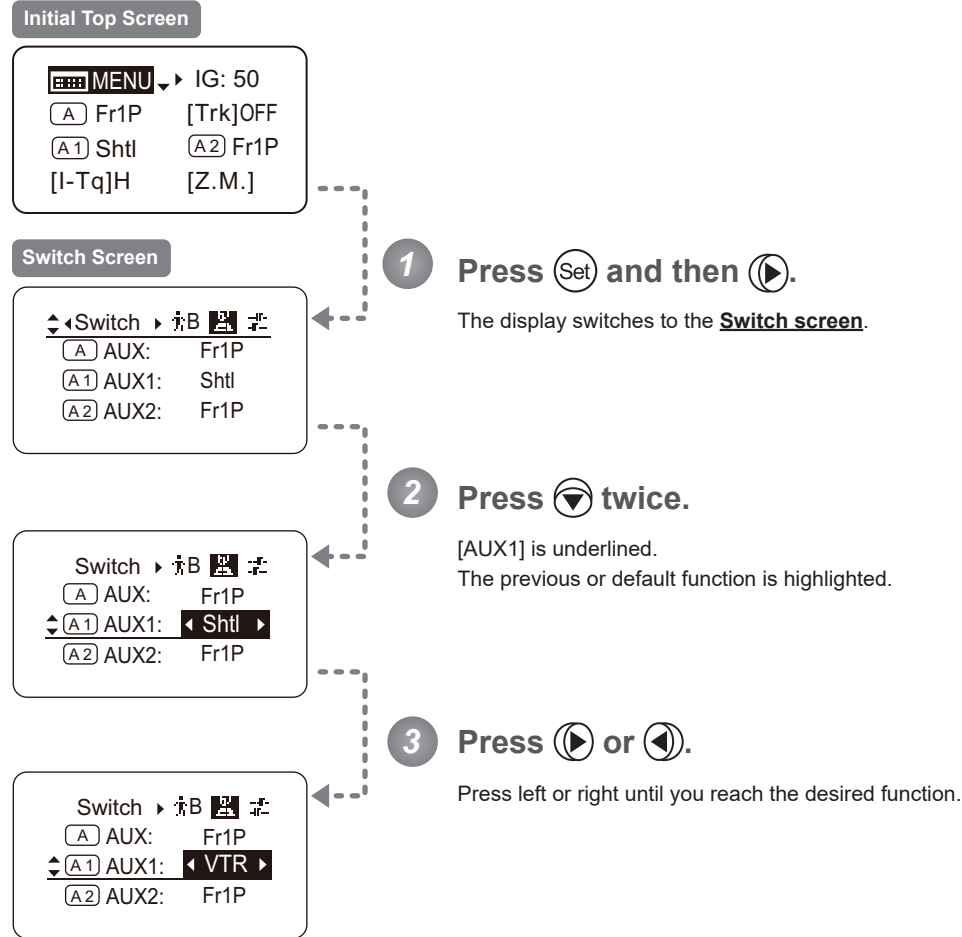 Initial Top Screen
MENU IG: 50
A Fr1P [Trk]OFF
A1 Shtl A2 Fr1P
[I-Tq]H [Z.M.]
Switch Screen
Switch B
A AUX: Fr1P
A1 AUX1: Shtl
A2 AUX2: Fr1P
1 Press Set and then .
The display switches to the Switch screen.
2 Press twice.
[AUX1] is underlined.
The previous or default function is highlighted.
Switch B
A AUX: Fr1P
A1 AUX1: Shtl
A2 AUX2: Fr1P
3 Press or .
Press left or right until you reach the desired function.
Switch B
A AUX: Fr1P
A1 AUX1: VTR
A2 AUX2: Fr1P